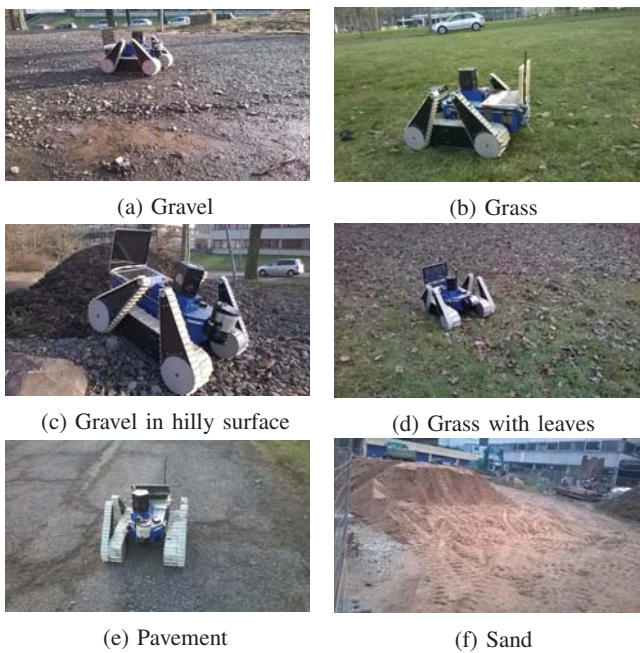 (a) Gravel
(b) Grass
(c) Gravel in hilly surface
(d) Grass with leaves
(e) Pavement
(f) Sand